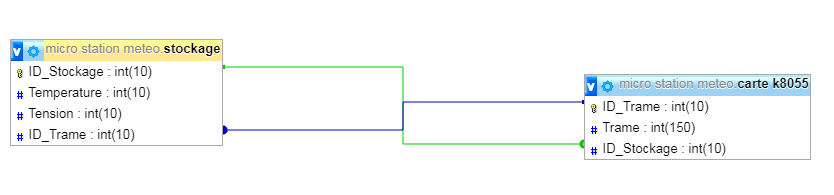 v micro station meteo.stockage
ID_Stockage : int(10)
# Temperature : int(10)
# Tension : int(10)
# ID_Trame : int(10)
v micro station meteo.carte k8055
ID_Trame : int(10)
# Trame : int(150)
# ID_Stockage : int(10)